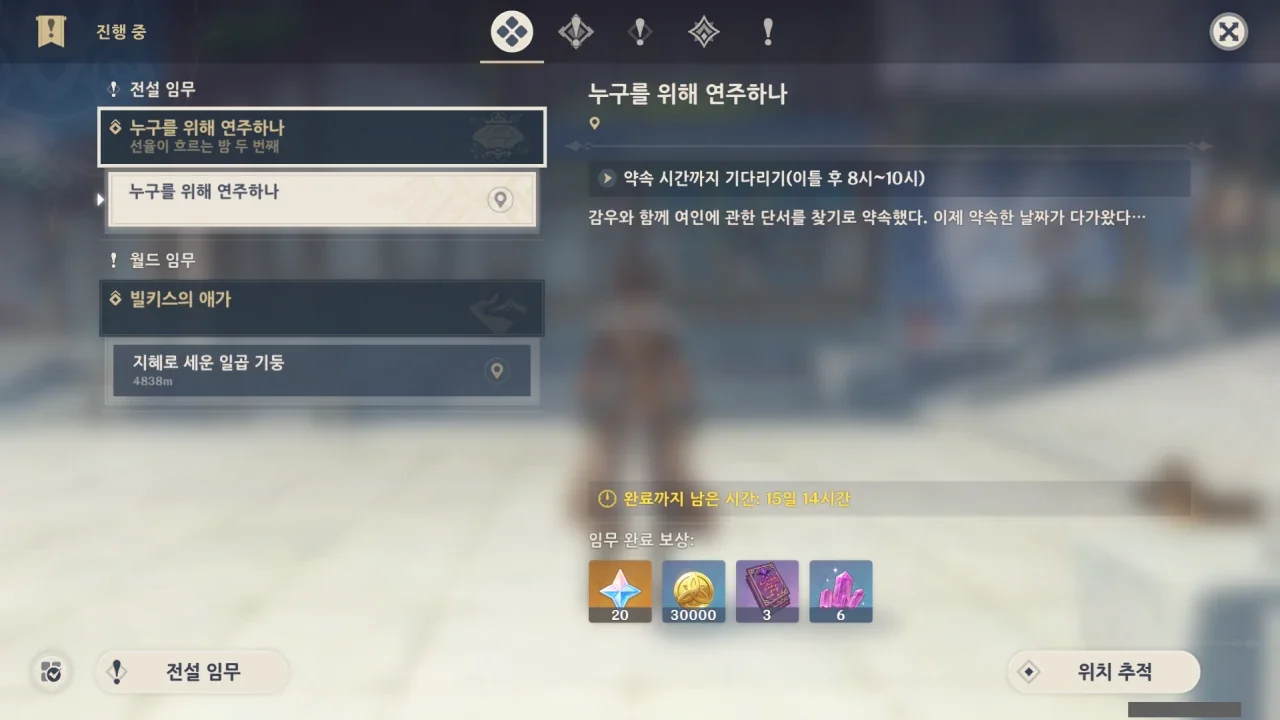 진행 중
전설 임무
누구를 위해 연주하나
선율이 흐르는 밤 두 번째
누구를 위해 연주하나
월드 임무
빌키스의 애가
지혜로 세운 일곱 기둥
4838m
전설 임무
누구를 위해 연주하나
약속 시간까지 기다리기(이틀 후 8시~10시)
감우와 함께 여인에 관한 단서를 찾기로 약속했다. 이제 약속한 날짜가 다가왔다…
완료까지 남은 시간: 15일 14시간
임무 완료 보상:
20
30000
3
6
위치 추적